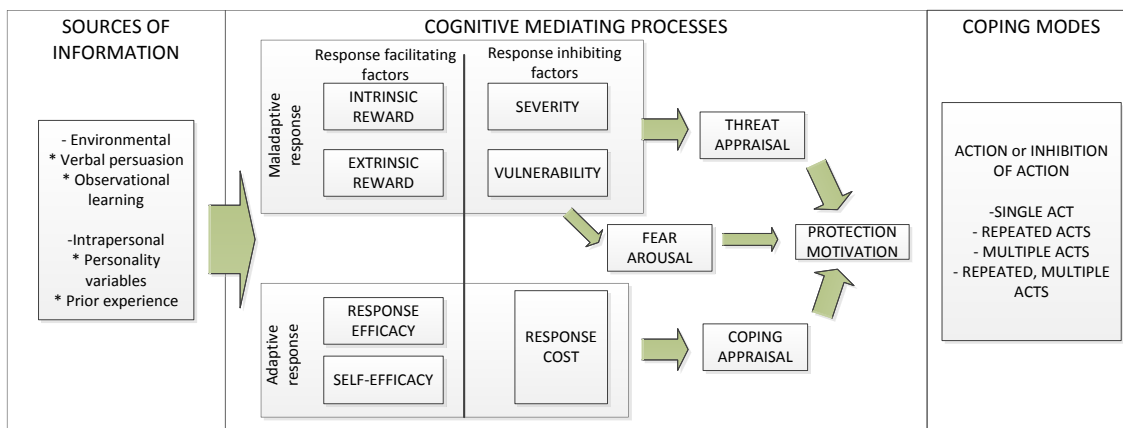 SOURCES OF
INFORMATION
- Environmental
* Verbal persuasion
* Observational
learning
-Intrapersonal
* Personality
variables
* Prior experience
COGNITIVE MEDIATING PROCESSES
Response facilitating
factors
Response inhibiting
factors
Maladaptive
response
INTRINSIC
REWARD
EXTRINSIC
REWARD
SEVERITY
VULNERABILITY
THREAT
APPRAISAL
FEAR
AROUSAL
PROTECTION
MOTIVATION
Adaptive
response
RESPONSE
EFFICACY
SELF-EFFICACY
RESPONSE
COST
COPING
APPRAISAL
COPING MODES
ACTION or INHIBITION
OF ACTION
-SINGLE ACT
- REPEATED ACTS
- MULTIPLE ACTS
- REPEATED, MULTIPLE
ACTS